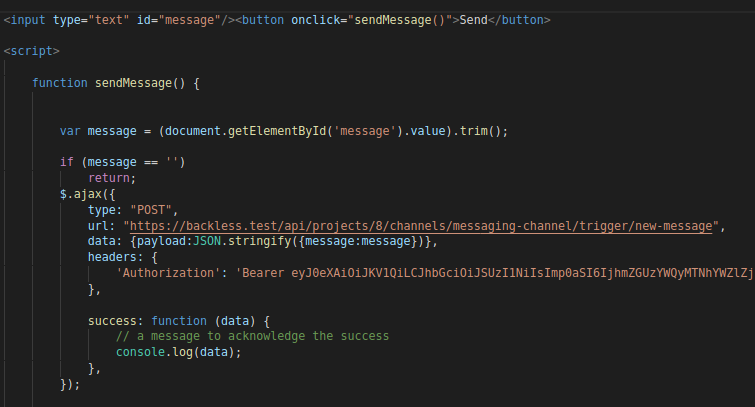 <input type="text" id="message"/><button onclick="sendMessage()">Send</button>
<script>
function sendMessage() {
var message = (document.getElementById('message').value).trim();
if (message == '')
return;
$.ajax({
type: "POST",
url: "https://backless.test/api/projects/8/channels/messaging-channel/trigger/new-message",
data: {payload:JSON.stringify({message:message})},
headers: {
'Authorization': 'Bearer eyJ0eXAiOiJKV1QiLCJhbGciOiJSUzI1NiIsImp0aSI6IjhmZGUzYWQyMTNhYWZlZj
},
success: function (data) {
// a message to acknowledge the success
console.log(data);
},
});